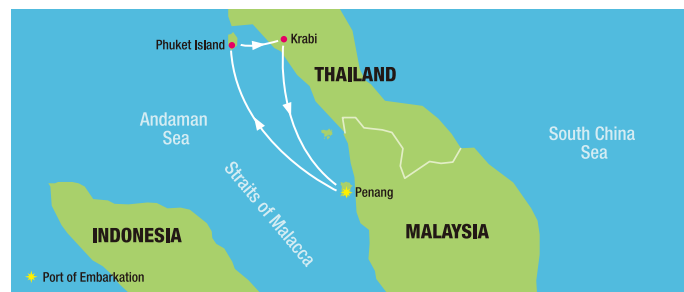 Krabi
Phuket Island
THAILAND
Andaman
Sea
South China
Sea
Straits of Malacca
Penang
INDONESIA
MALAYSIA
Port of Embarkation